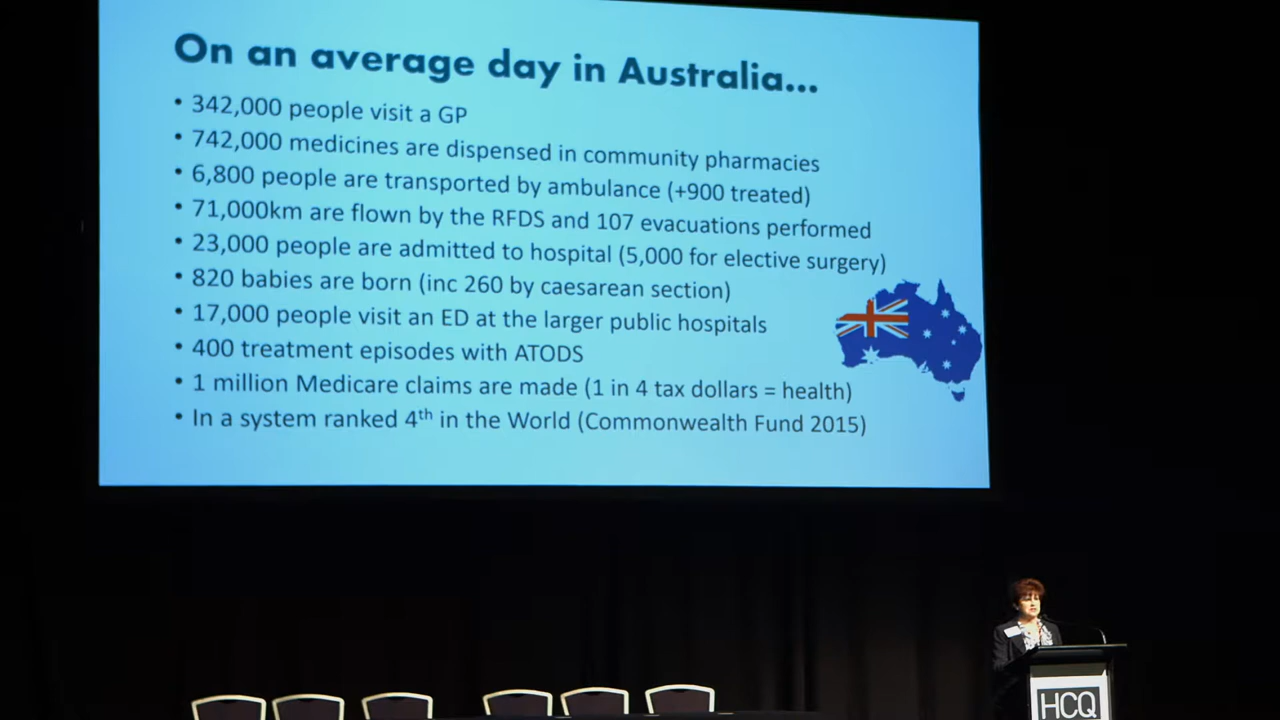 On an average day in Australia...
• 342,000 people visit a GP
• 742,000 medicines are dispensed in community pharmacies
• 6,800 people are transported by ambulance (+900 treated)
• 71,000km are flown by the RFDS and 107 evacuations performed
• 23,000 people are admitted to hospital (5,000 for elective surgery)
• 820 babies are born (inc 260 by caesarean section)
• 17,000 people visit an ED at the larger public hospitals
• 400 treatment episodes with ATODS
• 1 million Medicare claims are made (1 in 4 tax dollars = health)
• In a system ranked 4th in the World (Commonwealth Fund 2015)
HCQ